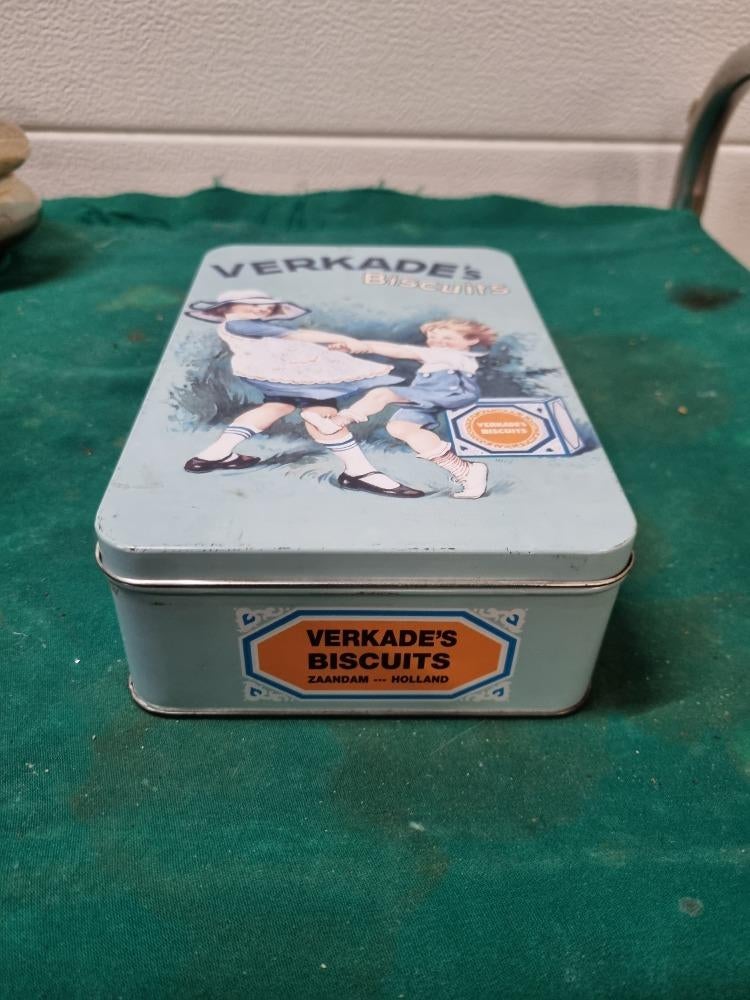 VERKADE's
Biscuits
VERKADE'S
BISCUITS
VERKADE'S
BISCUITS
ZAANDAM --- HOLLAND